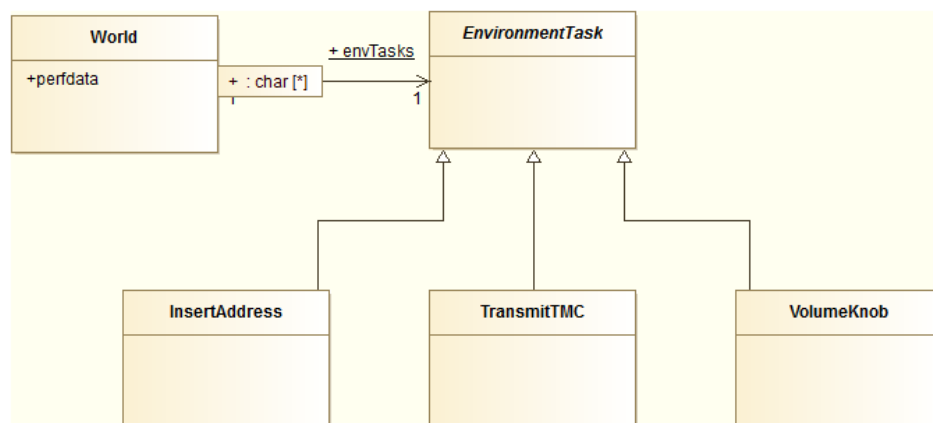 World
EnvironmentTask
+ envTasks
+perfdata
+ : char [*]
1
1
InsertAddress
TransmitTMC
VolumeKnob